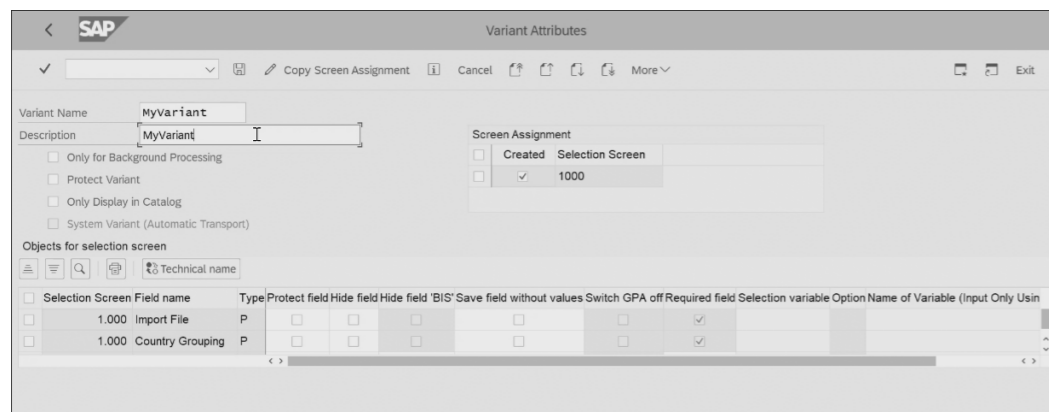 SAP
Variant Attributes
Copy Screen Assignment Cancel More Exit
Variant Name MyVariant
Description MyVariant
Only for Background Processing
Protect Variant
Only Display in Catalog
System Variant (Automatic Transport)
Screen Assignment
Created Selection Screen
1000
Objects for selection screen
Technical name
Selection Screen Field name Type Protect field Hide field Hide field 'BIS' Save field without values Switch GPA off Required field Selection variable Option Name of Variable (Input Only Usin
1.000 Import File P
1.000 Country Grouping P